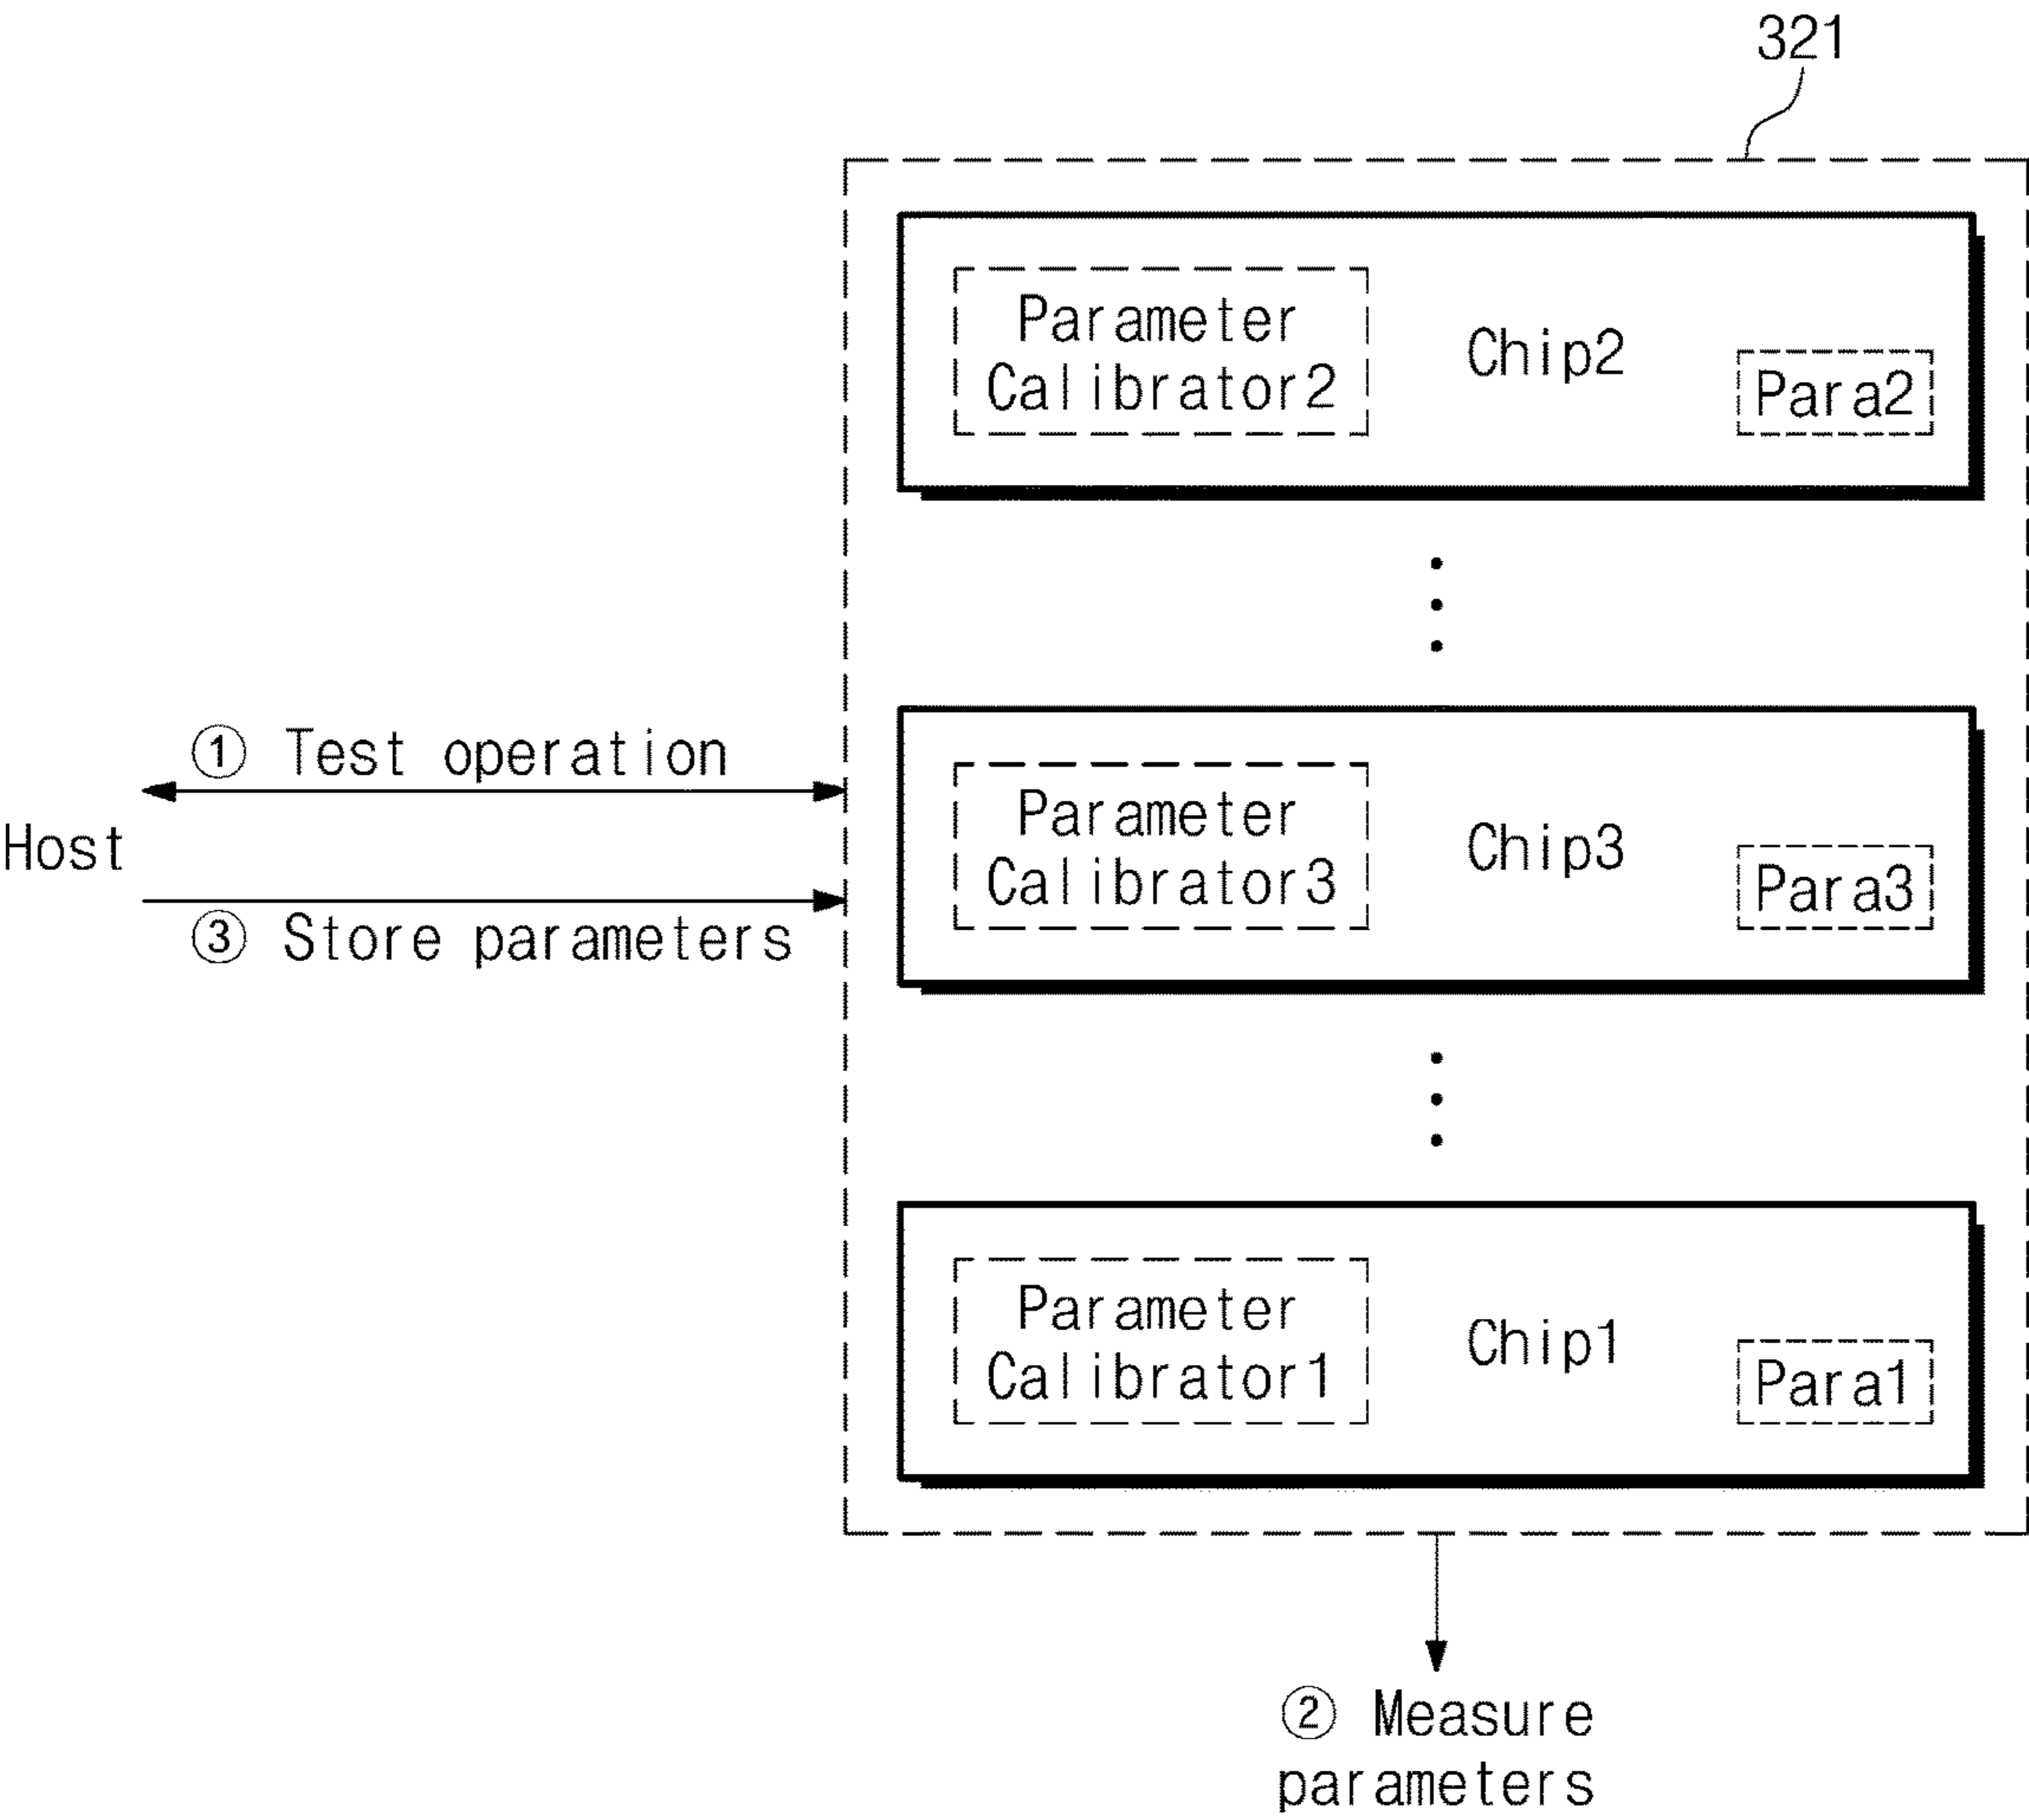 321
Parameter
Calibrator2
Chip2
Para2
① Test operation
Host
③ Store parameters
Parameter
Calibrator3
Chip3
Para3
Parameter
Calibrator1
Chip1
Para1
② Measure
parameters